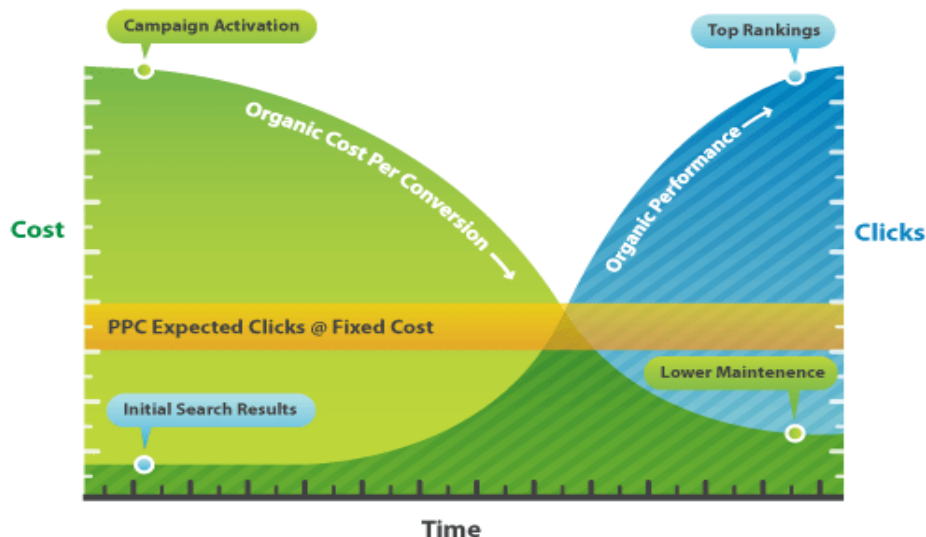 Campaign Activation
Top Rankings
Organic Cost Per Conversion
Organic Performance
Cost
Clicks
PPC Expected Clicks @ Fixed Cost
Lower Maintenence
Initial Search Results
Time